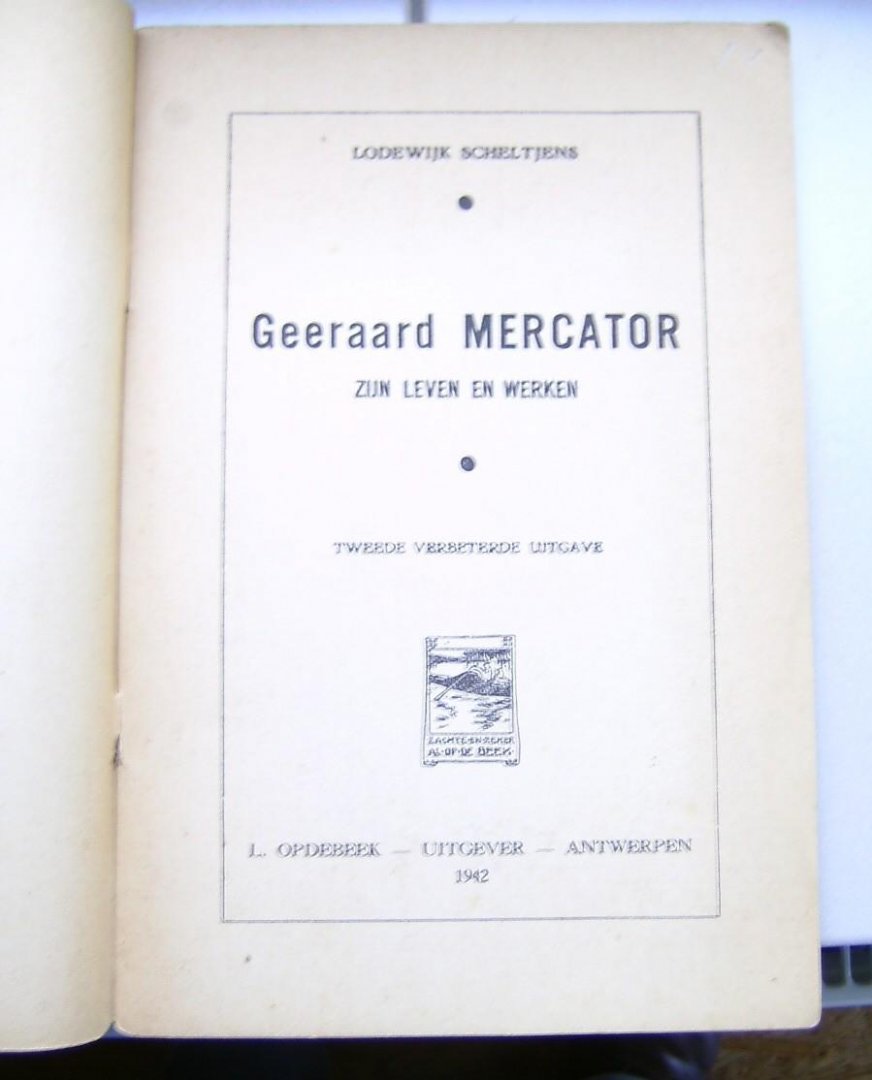 LODEWIJK SCHELTJENS
Geeraard MERCATOR
ZIJN LEVEN EN WERKEN
TWEEDE VERBETERDE UITGAVE
ZACHTE·EN·ZEKER
AL·OP·DE BEEK·
L. OPDEBEEK — UITGEVER — ANTWERPEN
1942